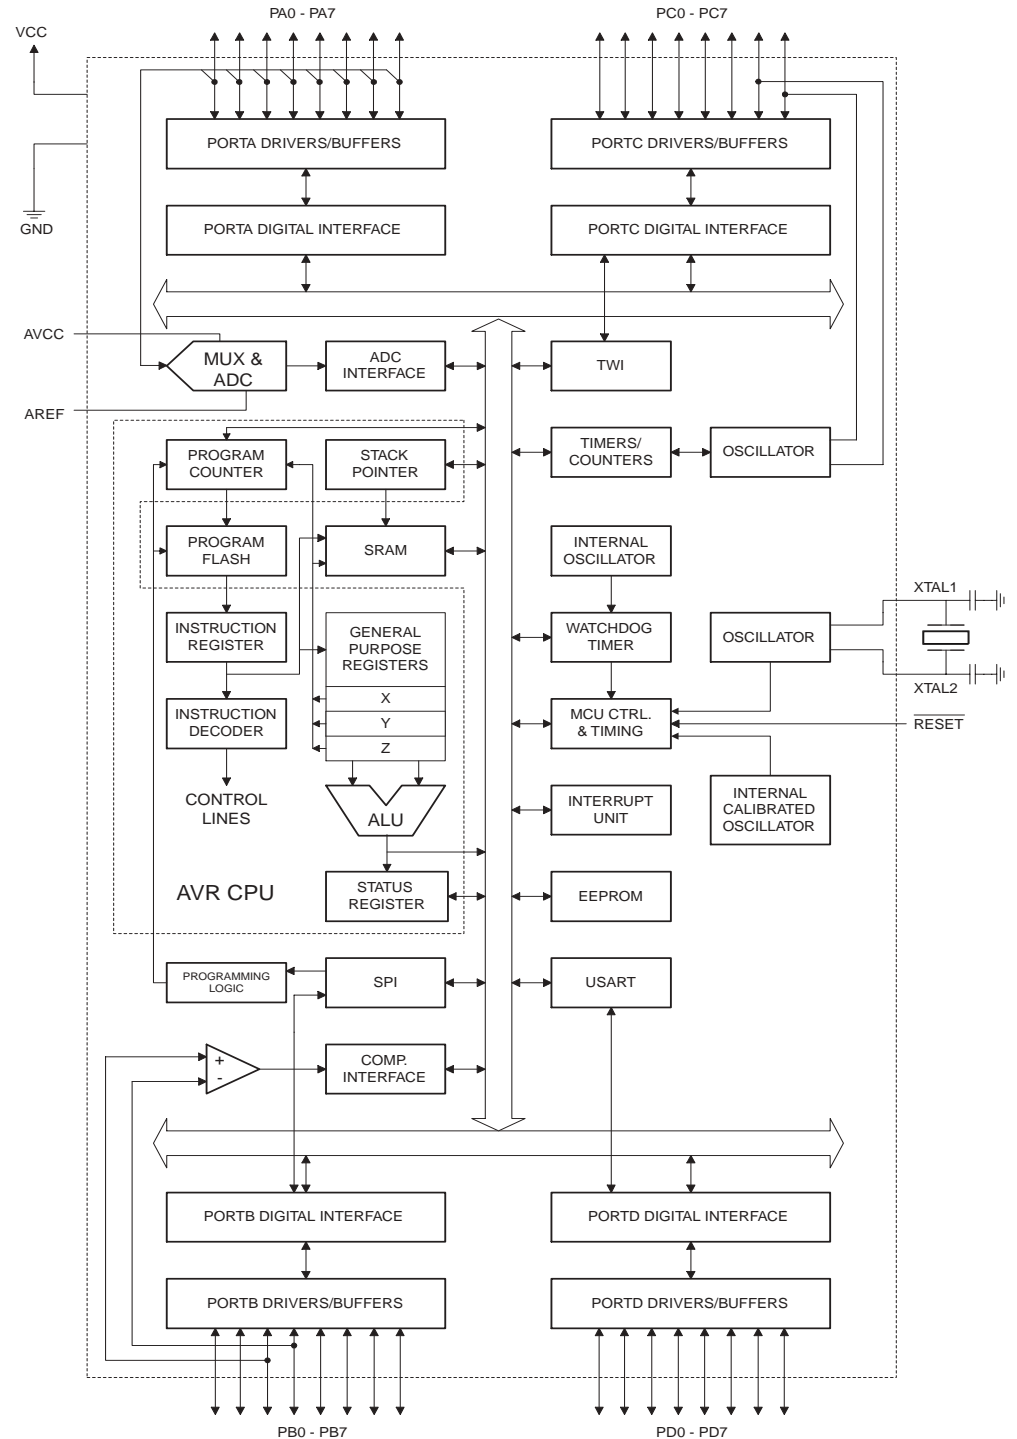 PA0 - PA7
PC0 - PC7
VCC
PORTA DRIVERS/BUFFERS
PORTC DRIVERS/BUFFERS
GND
PORTA DIGITAL INTERFACE
PORTC DIGITAL INTERFACE
AVCC
MUX &
ADC
ADC
INTERFACE
TWI
AREF
PROGRAM
COUNTER
STACK
POINTER
TIMERS/
COUNTERS
OSCILLATOR
PROGRAM
FLASH
SRAM
INTERNAL
OSCILLATOR
XTAL1
INSTRUCTION
REGISTER
GENERAL
PURPOSE
REGISTERS
WATCHDOG
TIMER
OSCILLATOR
XTAL2
X
INSTRUCTION
DECODER
Y
Z
MCU CTRL.
& TIMING
RESET
CONTROL
LINES
ALU
INTERRUPT
UNIT
INTERNAL
CALIBRATED
OSCILLATOR
AVR CPU
STATUS
REGISTER
EEPROM
PROGRAMMING
LOGIC
SPI
USART
+
-
COMP.
INTERFACE
PORTB DIGITAL INTERFACE
PORTD DIGITAL INTERFACE
PORTB DRIVERS/BUFFERS
PORTD DRIVERS/BUFFERS
PB0 - PB7
PD0 - PD7